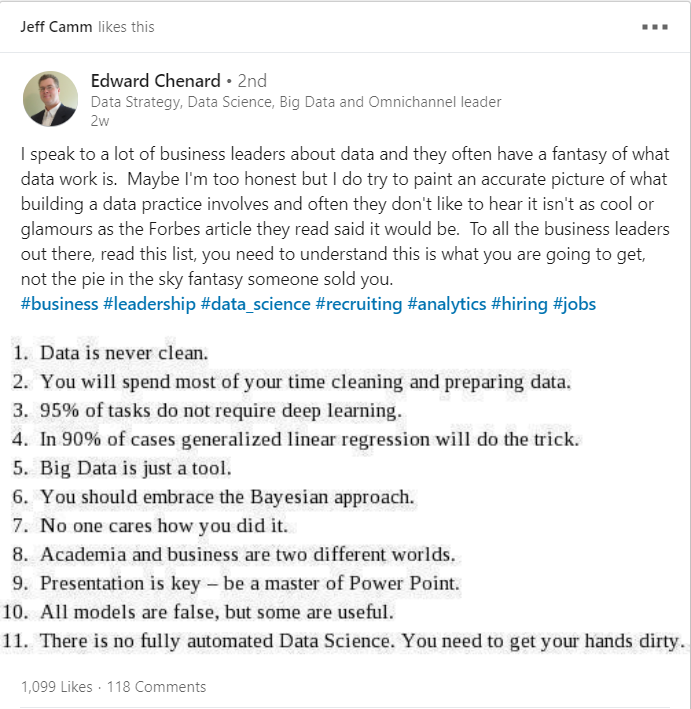 Jeff Camm likes this
Edward Chenard • 2nd
Data Strategy, Data Science, Big Data and Omnichannel leader
2w
I speak to a lot of business leaders about data and they often have a fantasy of what
data work is.  Maybe I'm too honest but I do try to paint an accurate picture of what
building a data practice involves and often they don't like to hear it isn't as cool or
glamours as the Forbes article they read said it would be.  To all the business leaders
out there, read this list, you need to understand this is what you are going to get,
not the pie in the sky fantasy someone sold you.
#business #leadership #data_science #recruiting #analytics #hiring #jobs
1. Data is never clean.
2. You will spend most of your time cleaning and preparing data.
3. 95% of tasks do not require deep learning.
4. In 90% of cases generalized linear regression will do the trick.
5. Big Data is just a tool.
6. You should embrace the Bayesian approach.
7. No one cares how you did it.
8. Academia and business are two different worlds.
9. Presentation is key – be a master of Power Point.
10. All models are false, but some are useful.
11. There is no fully automated Data Science. You need to get your hands dirty.
1,099 Likes · 118 Comments